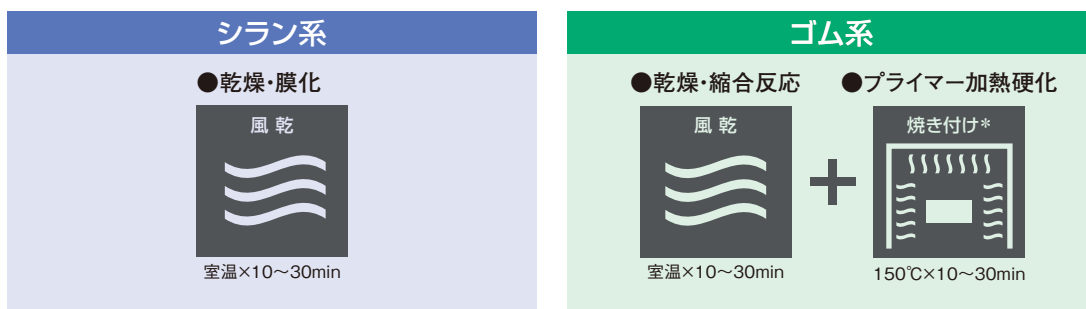 シラン系
●乾燥・膜化
風乾
室温×10〜30min
ゴム系
●乾燥・縮合反応
●プライマー加熱硬化
風乾
焼き付け*
+
室温×10〜30min
150℃×10〜30min